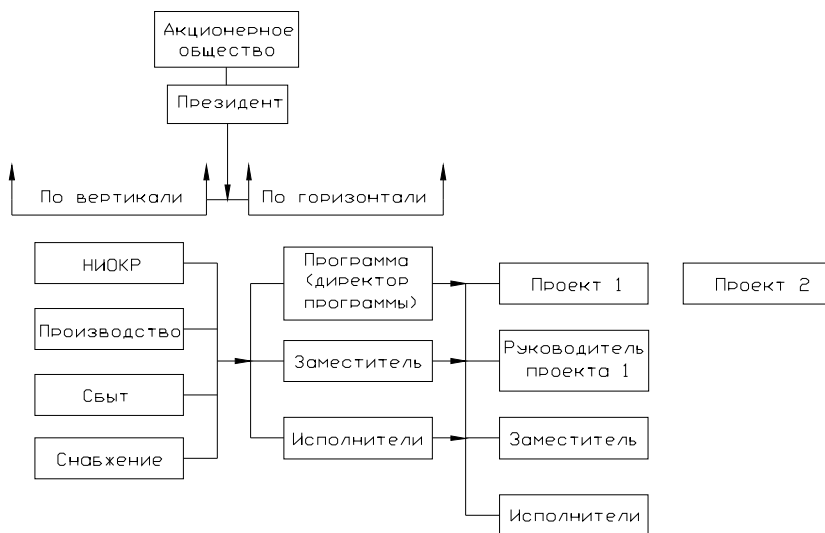 Акционерное
общество
Президент
По вертикали
По горизонтали
НИОКР
Производство
Сбыт
Снабжение
Программа
(директор
программы)
Заместитель
Исполнители
Проект 1
Проект 2
Руководитель
проекта 1
Заместитель
Исполнители